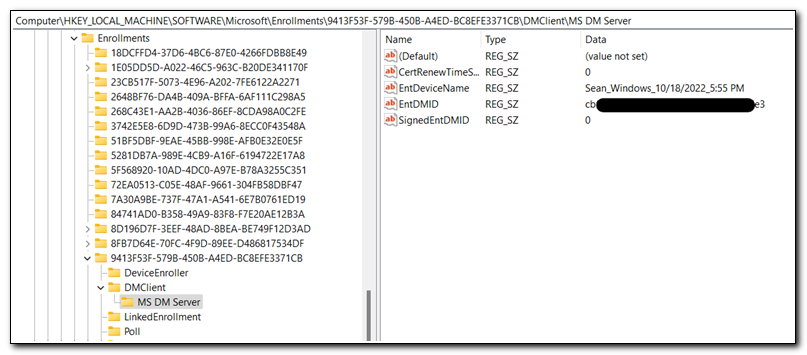 Computer\HKEY_LOCAL_MACHINE\SOFTWARE\Microsoft\Enrollments\9413F53F-579B-450B-A4ED-BC8EFE3371CB\DMClient\MS DM Server
Enrollments
18DCFFD4-37D6-4BC6-87E0-4266FDBB8E49
1E05DD5D-A022-46C5-963C-B20DE341170F
23CB517F-5073-4E96-A202-7FE6122A2271
2648BF76-DA4B-409A-BFFA-6AF111C298A5
268C43E1-AA2B-4036-86EF-8CDA98A0C2FE
3742E5E8-6D9D-473B-99A6-8ECC0F43548A
51BF5DBF-9EAE-45BB-998E-AFB0E32E0E5F
5281DB7A-989E-4CB9-A16F-6194722E17A8
5F568920-10AD-4DC0-A97E-B78A3255C351
72EA0513-C05E-48AF-9661-304FB58DBF47
7A30A9BE-737F-47A1-A541-6E7B0761ED19
84741AD0-B358-49A9-83F8-F7E20AE12B3A
8D196D7F-3EEF-48AD-8BEA-BE749F12D3AD
8FB7D64E-70FC-4F9D-89EE-D486817534DF
9413F53F-579B-450B-A4ED-BC8EFE3371CB
DeviceEnroller
DMClient
MS DM Server
LinkedEnrollment
Poll
Name Type Data
(Default) REG_SZ (value not set)
CertRenewTimeS... REG_SZ 0
EntDeviceName REG_SZ Sean_Windows_10/18/2022_5:55 PM
EntDMID REG_SZ cb e3
SignedEntDMID REG_SZ 0